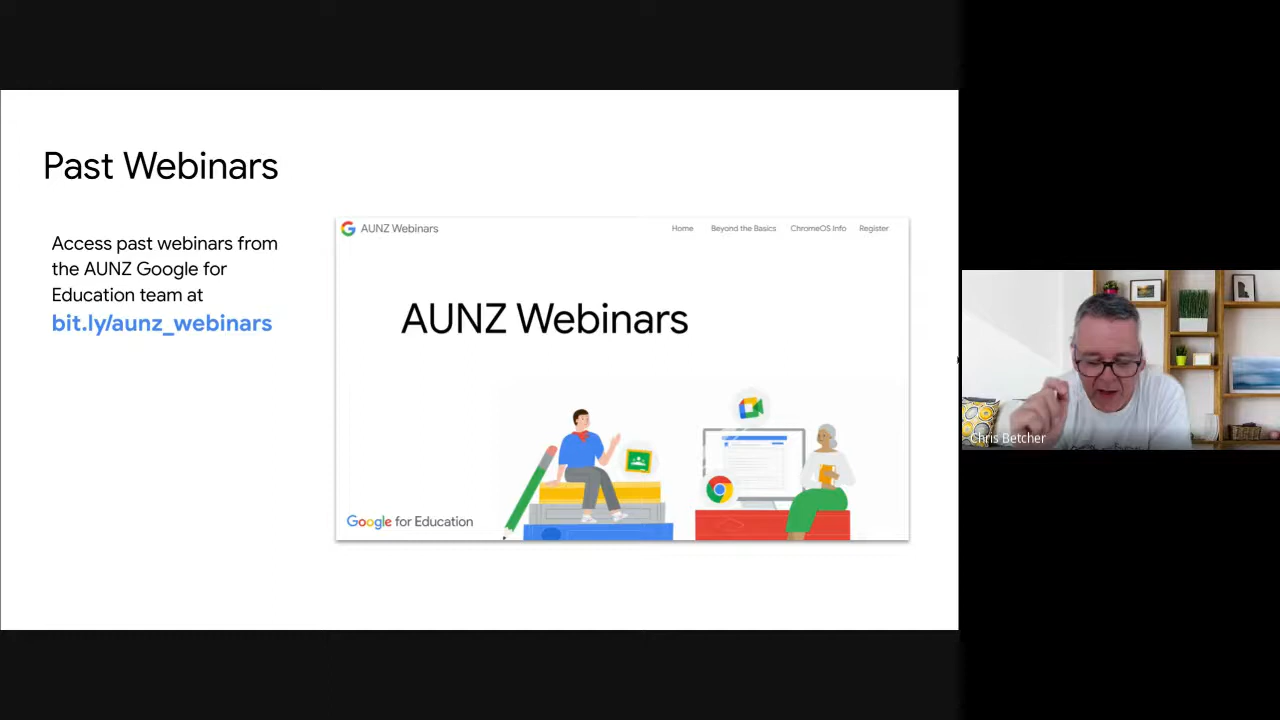 Past Webinars
Access past webinars from
the AUNZ Google for
Education team at
bit.ly/aunz_webinars
AUNZ Webinars
Home Beyond the Basics ChromeOS Info Register
AUNZ Webinars
Google for Education
Chris Betcher